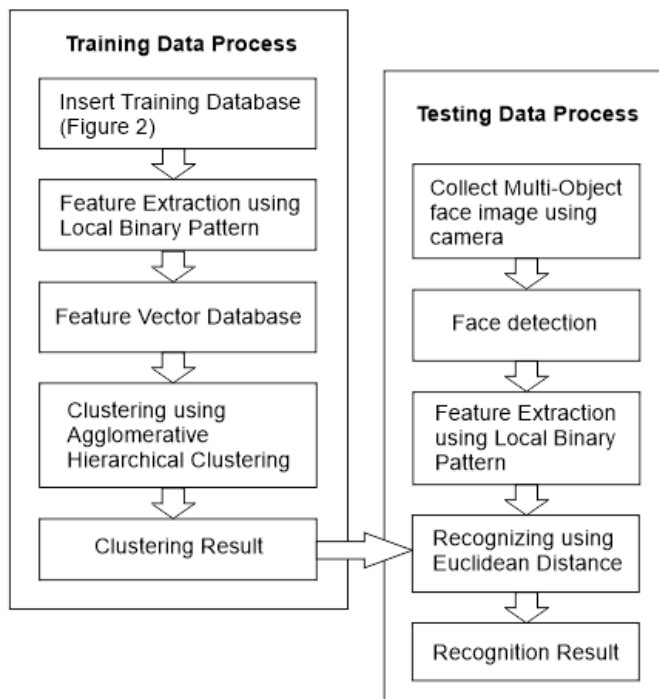 Training Data Process
Insert Training Database
(Figure 2)
Feature Extraction using
Local Binary Pattern
Feature Vector Database
Clustering using
Agglomerative
Hierarchical Clustering
Clustering Result
Testing Data Process
Collect Multi-Object
face image using
camera
Face detection
Feature Extraction
using Local Binary
Pattern
Recognizing using
Euclidean Distance
Recognition Result